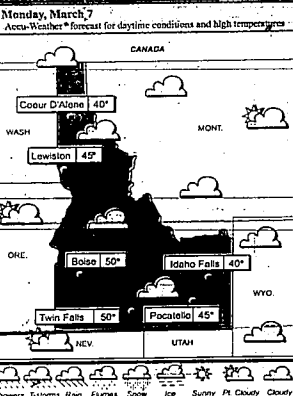 Monday, March 7
Accu-Weather® forecast for daytime conditions and high temperatures
CANADA
Coeur D'Alene 40°
WASH
MONT.
Lewiston 45°
ORE.
Boise 50°
Idaho Falls 40°
WYO.
Twin Falls 50°
Pocatello 45°
NEV.
UTAH
Showers T-storms Rain Flurries Snow Ice Sunny Pt. Cloudy Cloudy